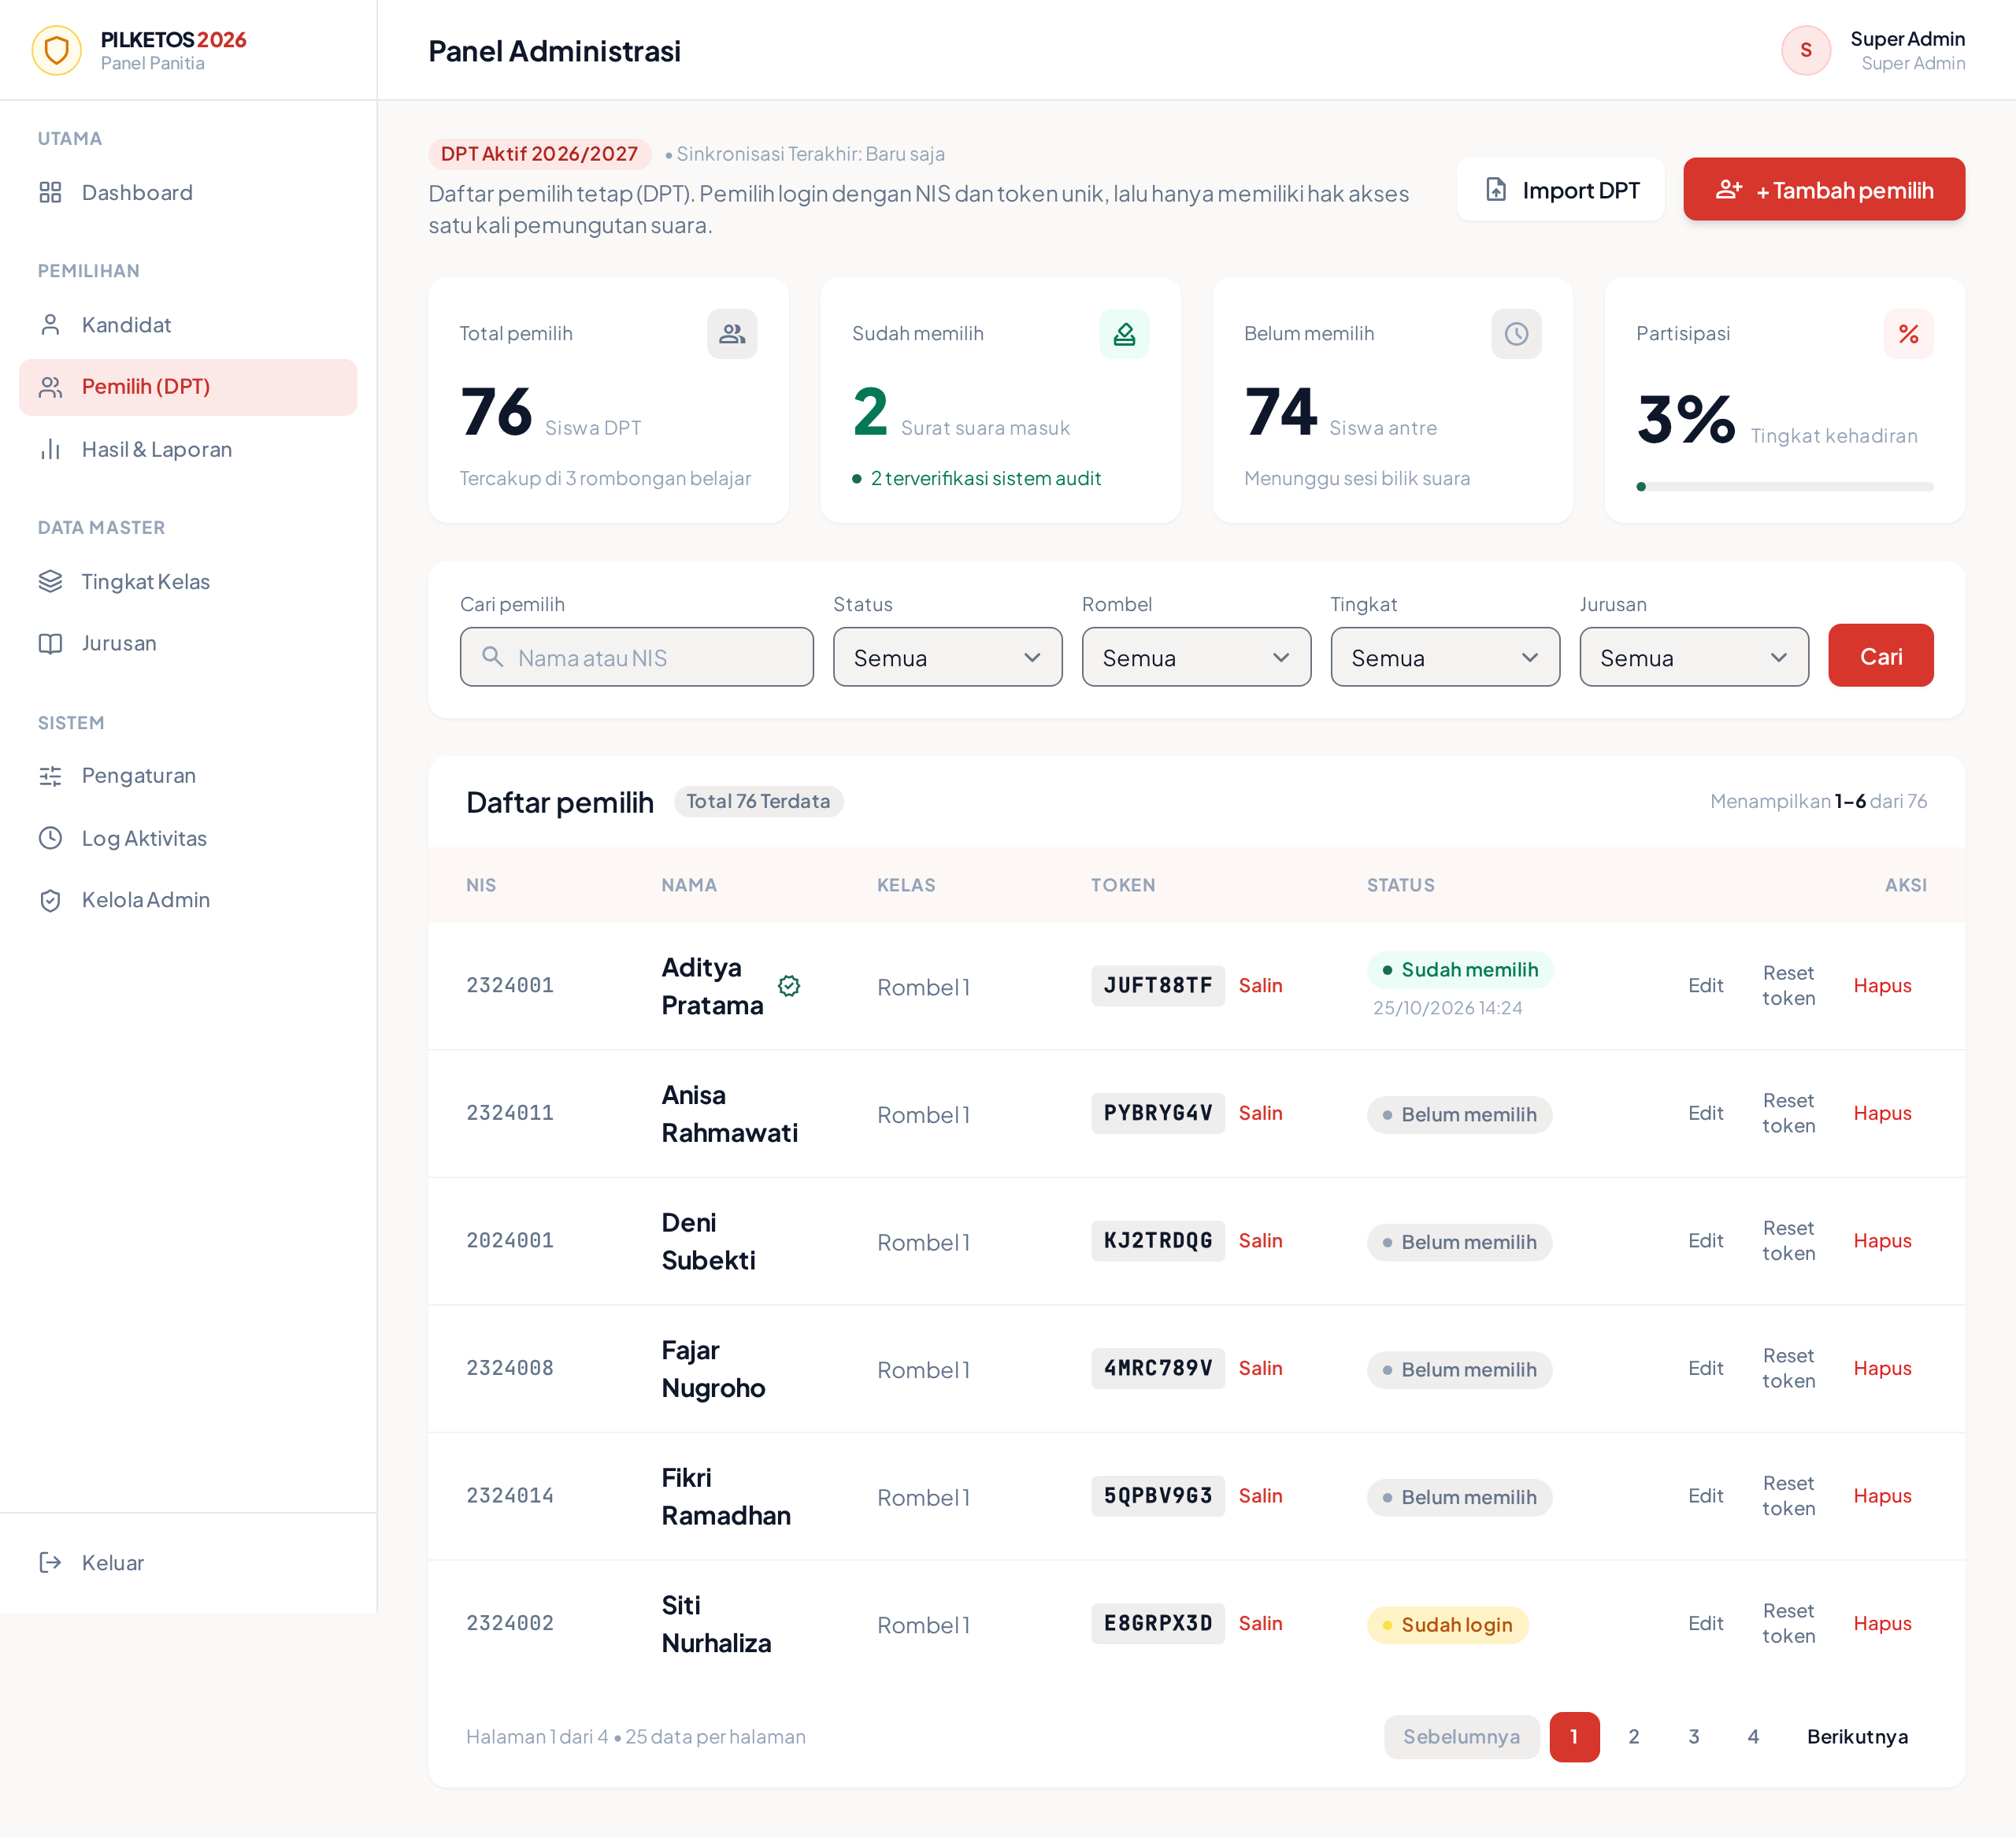 PILKETOS 2026
Panel Panitia
Panel Administrasi
S
Super Admin
Super Admin
UTAMA
Dashboard
PEMILIHAN
Kandidat
Pemilih (DPT)
Hasil & Laporan
DATA MASTER
Tingkat Kelas
Jurusan
SISTEM
Pengaturan
Log Aktivitas
Kelola Admin
Keluar
DPT Aktif 2026/2027 • Sinkronisasi Terakhir: Baru saja
Daftar pemilih tetap (DPT). Pemilih login dengan NIS dan token unik, lalu hanya memiliki hak akses
satu kali pemungutan suara.
Import DPT
+ Tambah pemilih
Total pemilih
76 Siswa DPT
Tercakup di 3 rombongan belajar
Sudah memilih
2 Surat suara masuk
2 terverifikasi sistem audit
Belum memilih
74 Siswa antre
Menunggu sesi bilik suara
Partisipasi
%
3% Tingkat kehadiran
Cari pemilih
Nama atau NIS
Status
Semua
Rombel
Semua
Tingkat
Semua
Jurusan
Semua
Cari
Daftar pemilih Total 76 Terdata
Menampilkan 1–6 dari 76
NIS NAMA KELAS TOKEN STATUS AKSI
2324001 Aditya Pratama Rombel 1 JUFT88TF Salin Sudah memilih 25/10/2026 14:24 Edit Reset token Hapus
2324011 Anisa Rahmawati Rombel 1 PYBRYG4V Salin Belum memilih Edit Reset token Hapus
2024001 Deni Subekti Rombel 1 KJ2TRDQG Salin Belum memilih Edit Reset token Hapus
2324008 Fajar Nugroho Rombel 1 4MRC789V Salin Belum memilih Edit Reset token Hapus
2324014 Fikri Ramadhan Rombel 1 5QPBV9G3 Salin Belum memilih Edit Reset token Hapus
2324002 Siti Nurhaliza Rombel 1 E8GRPX3D Salin Sudah login Edit Reset token Hapus
Halaman 1 dari 4 • 25 data per halaman
Sebelumnya 1 2 3 4 Berikutnya